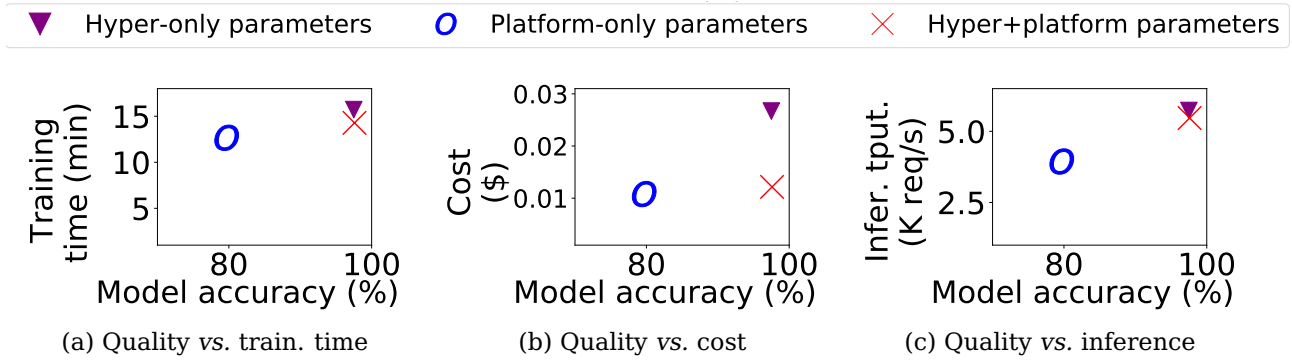 Hyper-only parameters
Platform-only parameters
Hyper+platform parameters
Training
time (min)
15
10
5
80
100
Model accuracy (%)
(a) Quality vs. train. time
Cost
($)
0.03
0.02
0.01
80
100
Model accuracy (%)
(b) Quality vs. cost
Infer. tput.
(K req/s)
5.0
2.5
80
100
Model accuracy (%)
(c) Quality vs. inference